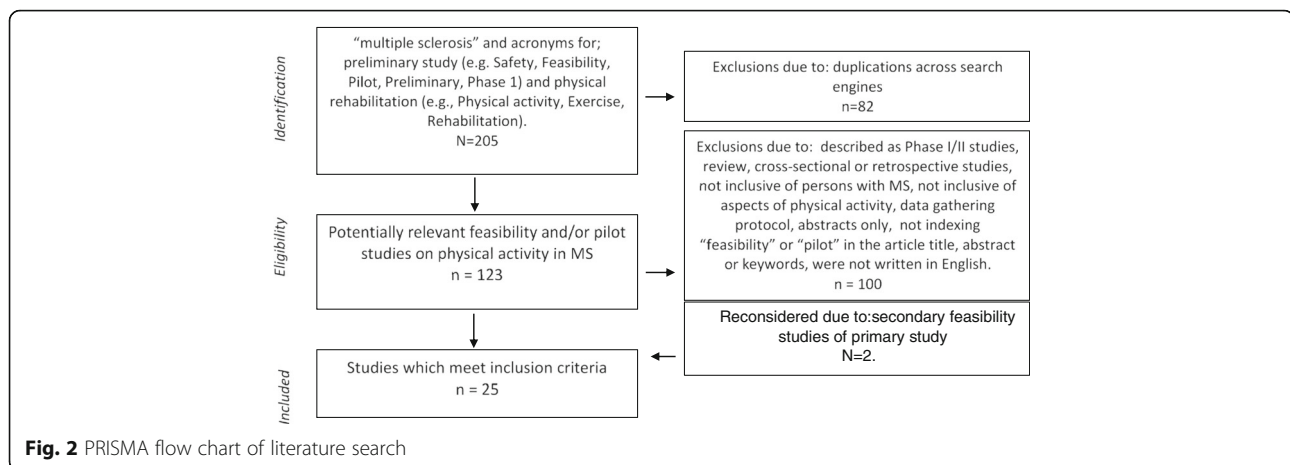 Identification
"multiple sclerosis" and acronyms for;
preliminary study (e.g. Safety, Feasibility,
Pilot, Preliminary, Phase 1) and physical
rehabilitation (e.g., Physical activity, Exercise,
Rehabilitation).
N=205
Exclusions due to: duplications across search
engines
n=82
Eligibility
Potentially relevant feasibility and/or pilot
studies on physical activity in MS
n = 123
Exclusions due to: described as Phase I/II studies,
review, cross-sectional or retrospective studies,
not inclusive of persons with MS, not inclusive of
aspects of physical activity, data gathering
protocol, abstracts only, not indexing
"feasibility" or "pilot" in the article title, abstract
or keywords, were not written in English.
n = 100
Reconsidered due to:secondary feasibility
studies of primary study
N=2.
Included
Studies which meet inclusion criteria
n = 25
Fig. 2 PRISMA flow chart of literature search